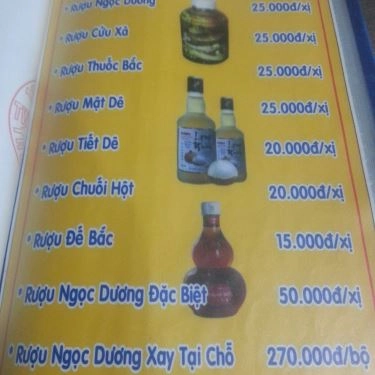 * Rượu Ngọc Dương 25.000đ/xị
* Rượu Cửu Xà 25.000đ/xị
* Rượu Thuốc Bắc 25.000đ/xị
* Rượu Mật Dê 25.000đ/xị
* Rượu Tiết Dê 20.000đ/xị
* Rượu Chuối Hột 20.000đ/xị
* Rượu Đế Bắc 15.000đ/xị
* Rượu Ngọc Dương Đặc Biệt 50.000đ/xị
* Rượu Ngọc Dương Xay Tại Chỗ 270.000đ/bộ